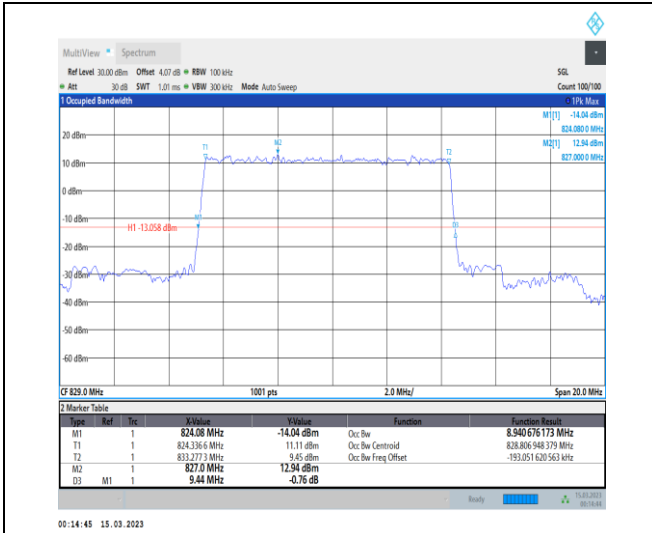 MultiView Spectrum
Ref Level 30.00 dBm Offset 4.07 dB RBW 100 kHz SGL
Att 30 dB SWT 1.01 ms VBW 300 kHz Mode Auto Sweep Count 100/100
1 Occupied Bandwidth 1Pk Max
M1[1] -14.04 dBm
824.080 0 MHz
M2[1] 12.94 dBm
827.000 0 MHz
20 dBm
T1 M2 T2
10 dBm
0 dBm
-10 dBm
M1 D3
H1 -13.058 dBm
-20 dBm
-30 dBm
-40 dBm
-50 dBm
-60 dBm
CF 829.0 MHz 1001 pts 2.0 MHz/ Span 20.0 MHz
2 Marker Table
Type Ref Trc X-Value Y-Value Function Function Result
M1 1 824.08 MHz -14.04 dBm Occ Bw 8.940 676 173 MHz
T1 1 824.336 6 MHz 11.11 dBm Occ Bw Centroid 828.806 948 379 MHz
T2 1 833.277 3 MHz 9.45 dBm Occ Bw Freq Offset -193.051 620 563 kHz
M2 1 827.0 MHz 12.94 dBm
D3 M1 1 9.44 MHz -0.76 dB
Ready 15.03.2023
00:14:44
00:14:45 15.03.2023